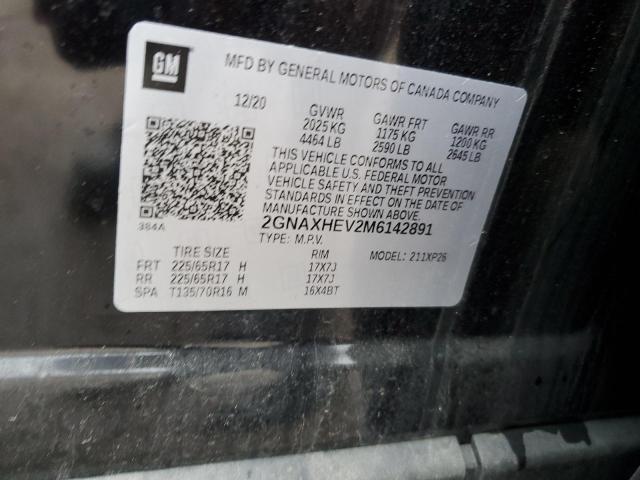 GM
MFD BY GENERAL MOTORS OF CANADA COMPANY
12/20 GVWR GAWR FRT GAWR RR
2025 KG 1175 KG 1200 KG
4464 LB 2590 LB 2645 LB
THIS VEHICLE CONFORMS TO ALL
APPLICABLE U.S. FEDERAL MOTOR
VEHICLE SAFETY AND THEFT PREVENTION
STANDARDS IN EFFECT ON THE DATE OF
MANUFACTURE SHOWN ABOVE.
384A 2GNAXHEV2M6142891
TYPE: M.P.V. MODEL: 211XP26
TIRE SIZE RIM
FRT 225/65R17 H 17X7J
RR 225/65R17 H 17X7J
SPA T135/70R16 M 16X4BT